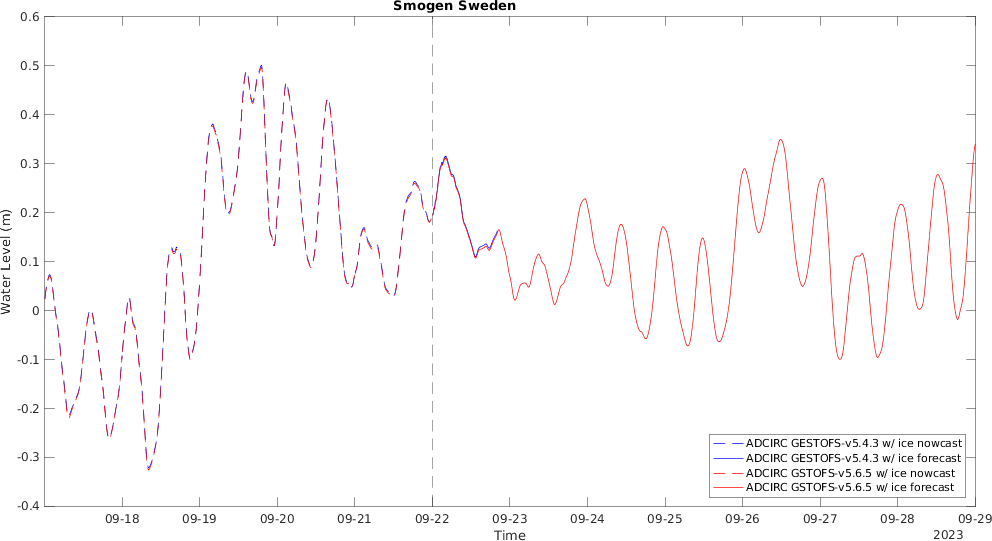 Smogen Sweden
0.6
0.5
0.4
0.3
0.2
0.1
0
-0.1
-0.2
-0.3
-0.4
Water Level (m)
ADCIRC GESTOFS-v5.4.3 w/ ice nowcast
ADCIRC GESTOFS-v5.4.3 w/ ice forecast
ADCIRC GSTOFS-v5.6.5 w/ ice nowcast
ADCIRC GSTOFS-v5.6.5 w/ ice forecast
09-18 09-19 09-20 09-21 09-22 09-23 09-24 09-25 09-26 09-27 09-28 09-29
Time
2023